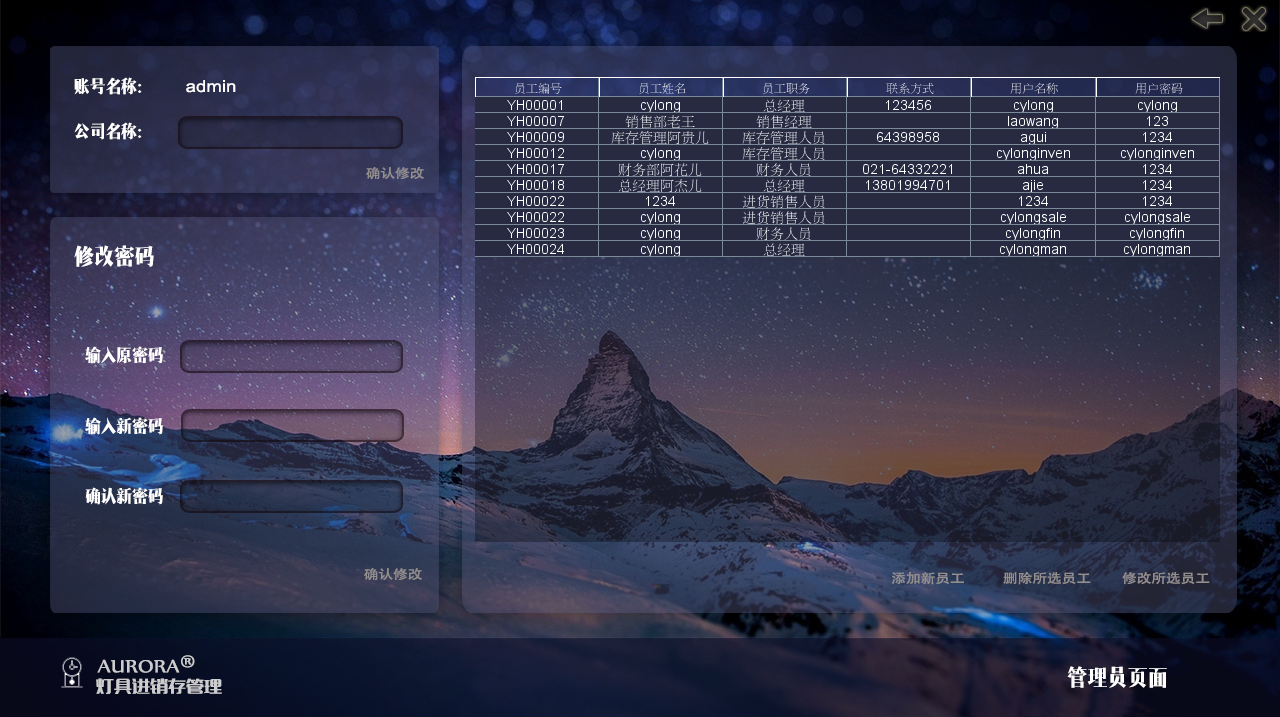 账号名称: admin
公司名称:
确认修改
修改密码
输入原密码
输入新密码
确认新密码
确认修改
员工编号 员工姓名 员工职务 联系方式 用户名称 用户密码
YH00001 cylong 总经理 123456 cylong cylong
YH00007 销售部老王 销售经理 laowang 123
YH00009 库存管理阿贵儿 库存管理人员 64398958 agui 1234
YH00012 cylong 库存管理人员 cylonginven cylonginven
YH00017 财务部阿花儿 财务人员 021-64332221 ahua 1234
YH00018 总经理阿杰儿 总经理 13801994701 ajie 1234
YH00022 1234 进货销售人员 1234 1234
YH00022 cylong 进货销售人员 cylongsale cylongsale
YH00023 cylong 财务人员 cylongfin cylongfin
YH00024 cylong 总经理 cylongman cylongman
添加新员工 删除所选员工 修改所选员工
AURORA®
灯具进销存管理
管理员页面